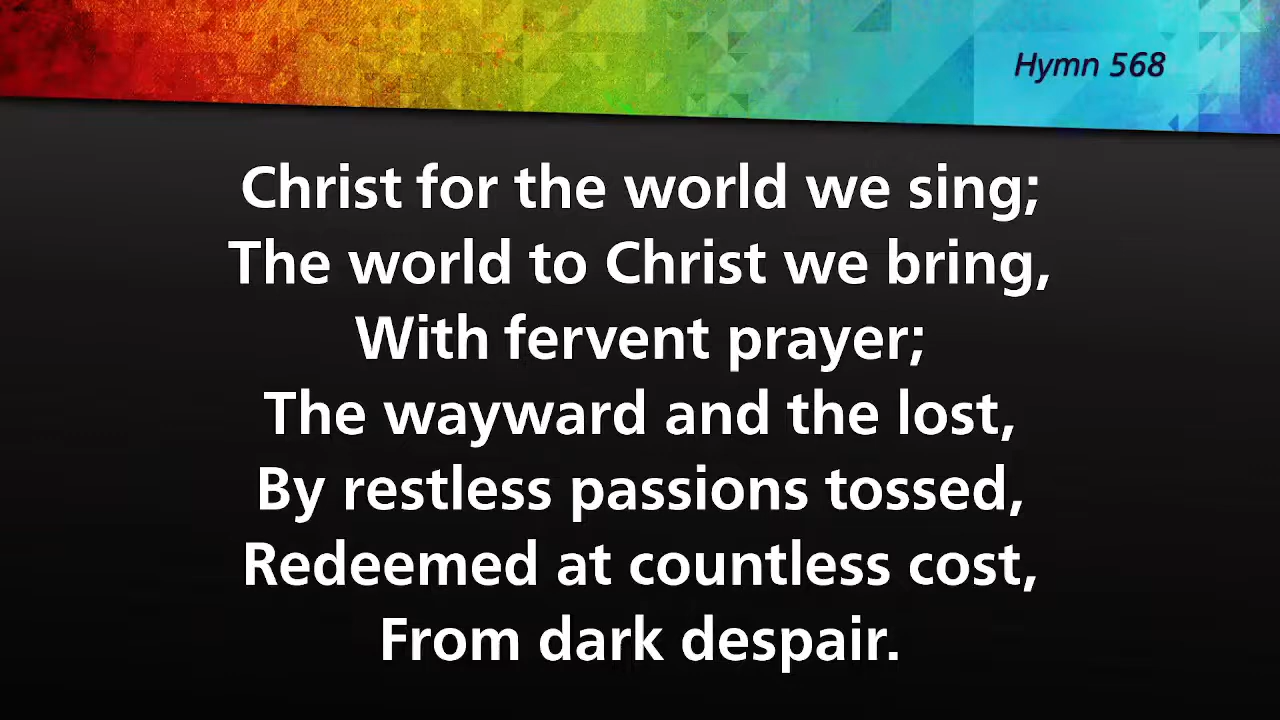 Hymn 568
Christ for the world we sing;
The world to Christ we bring,
With fervent prayer;
The wayward and the lost,
By restless passions tossed,
Redeemed at countless cost,
From dark despair.